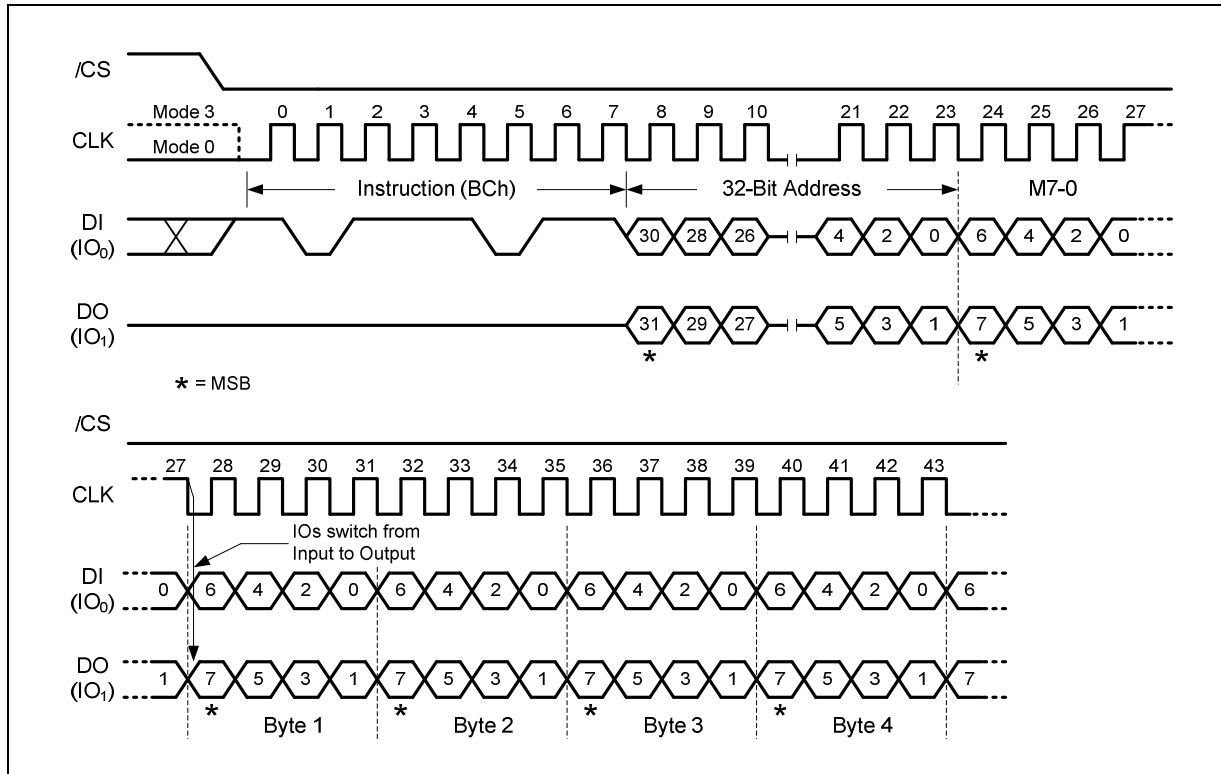 /CS
Mode 3 0 1 2 3 4 5 6 7 8 9 10 21 22 23 24 25 26 27
CLK
Mode 0
Instruction (BCh) 32-Bit Address M7-0
DI
(IO0) 30 28 26 4 2 0 6 4 2 0
DO
(IO1) 31 29 27 5 3 1 7 5 3 1
* *
* = MSB
/CS
27 28 29 30 31 32 33 34 35 36 37 38 39 40 41 42 43
CLK
IOs switch from
Input to Output
DI
(IO0) 0 6 4 2 0 6 4 2 0 6 4 2 0 6 4 2 0 6
DO
(IO1) 1 7 5 3 1 7 5 3 1 7 5 3 1 7 5 3 1 7
* Byte 1 * Byte 2 * Byte 3 * Byte 4